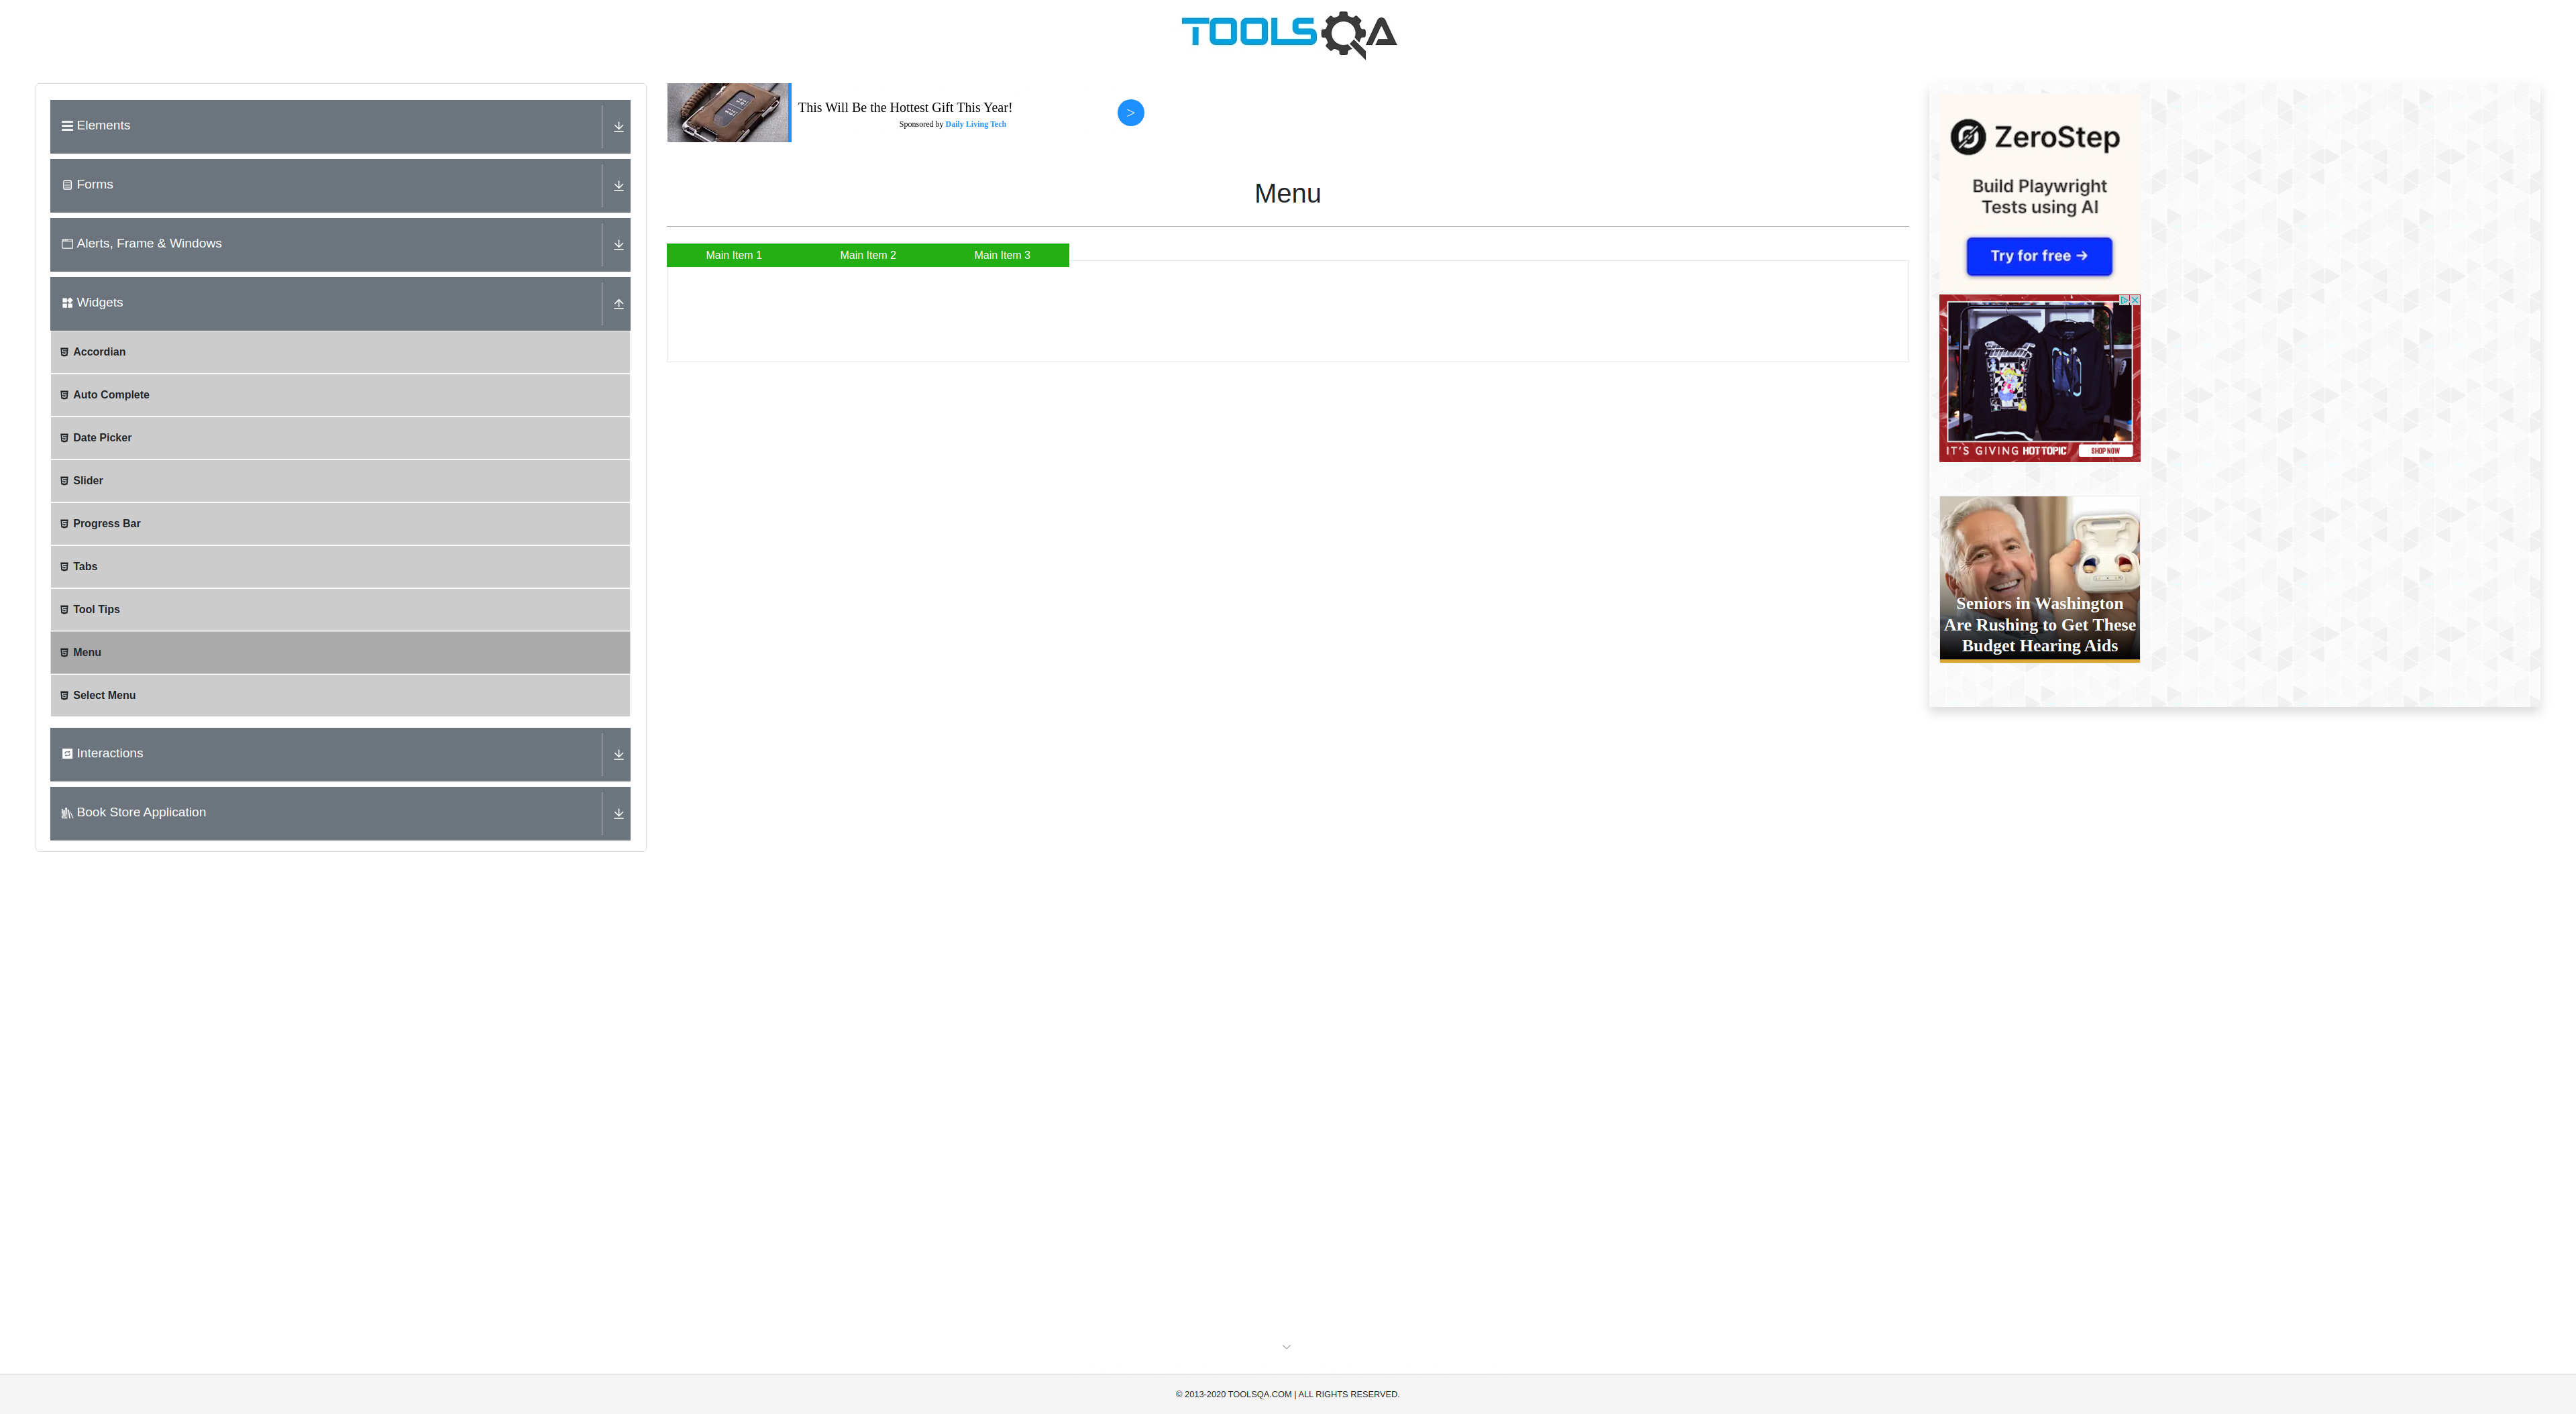 TOOLSQA
Elements
Forms
Alerts, Frame & Windows
Widgets
Accordian
Auto Complete
Date Picker
Slider
Progress Bar
Tabs
Tool Tips
Menu
Select Menu
Interactions
Book Store Application
This Will Be the Hottest Gift This Year!
Sponsored by Daily Living Tech
>
Menu
Main Item 1
Main Item 2
Main Item 3
ZeroStep
Build Playwright
Tests using AI
Try for free →
IT'S GIVING HOT TOPIC
SHOP NOW
Seniors in Washington
Are Rushing to Get These
Budget Hearing Aids
© 2013-2020 TOOLSQA.COM | ALL RIGHTS RESERVED.